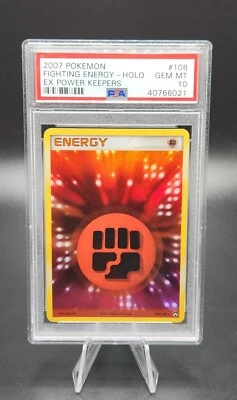 2007 POKEMON #108
FIGHTING ENERGY - HOLO GEM MT
EX POWER KEEPERS 10
PSA 40766021
ENERGY